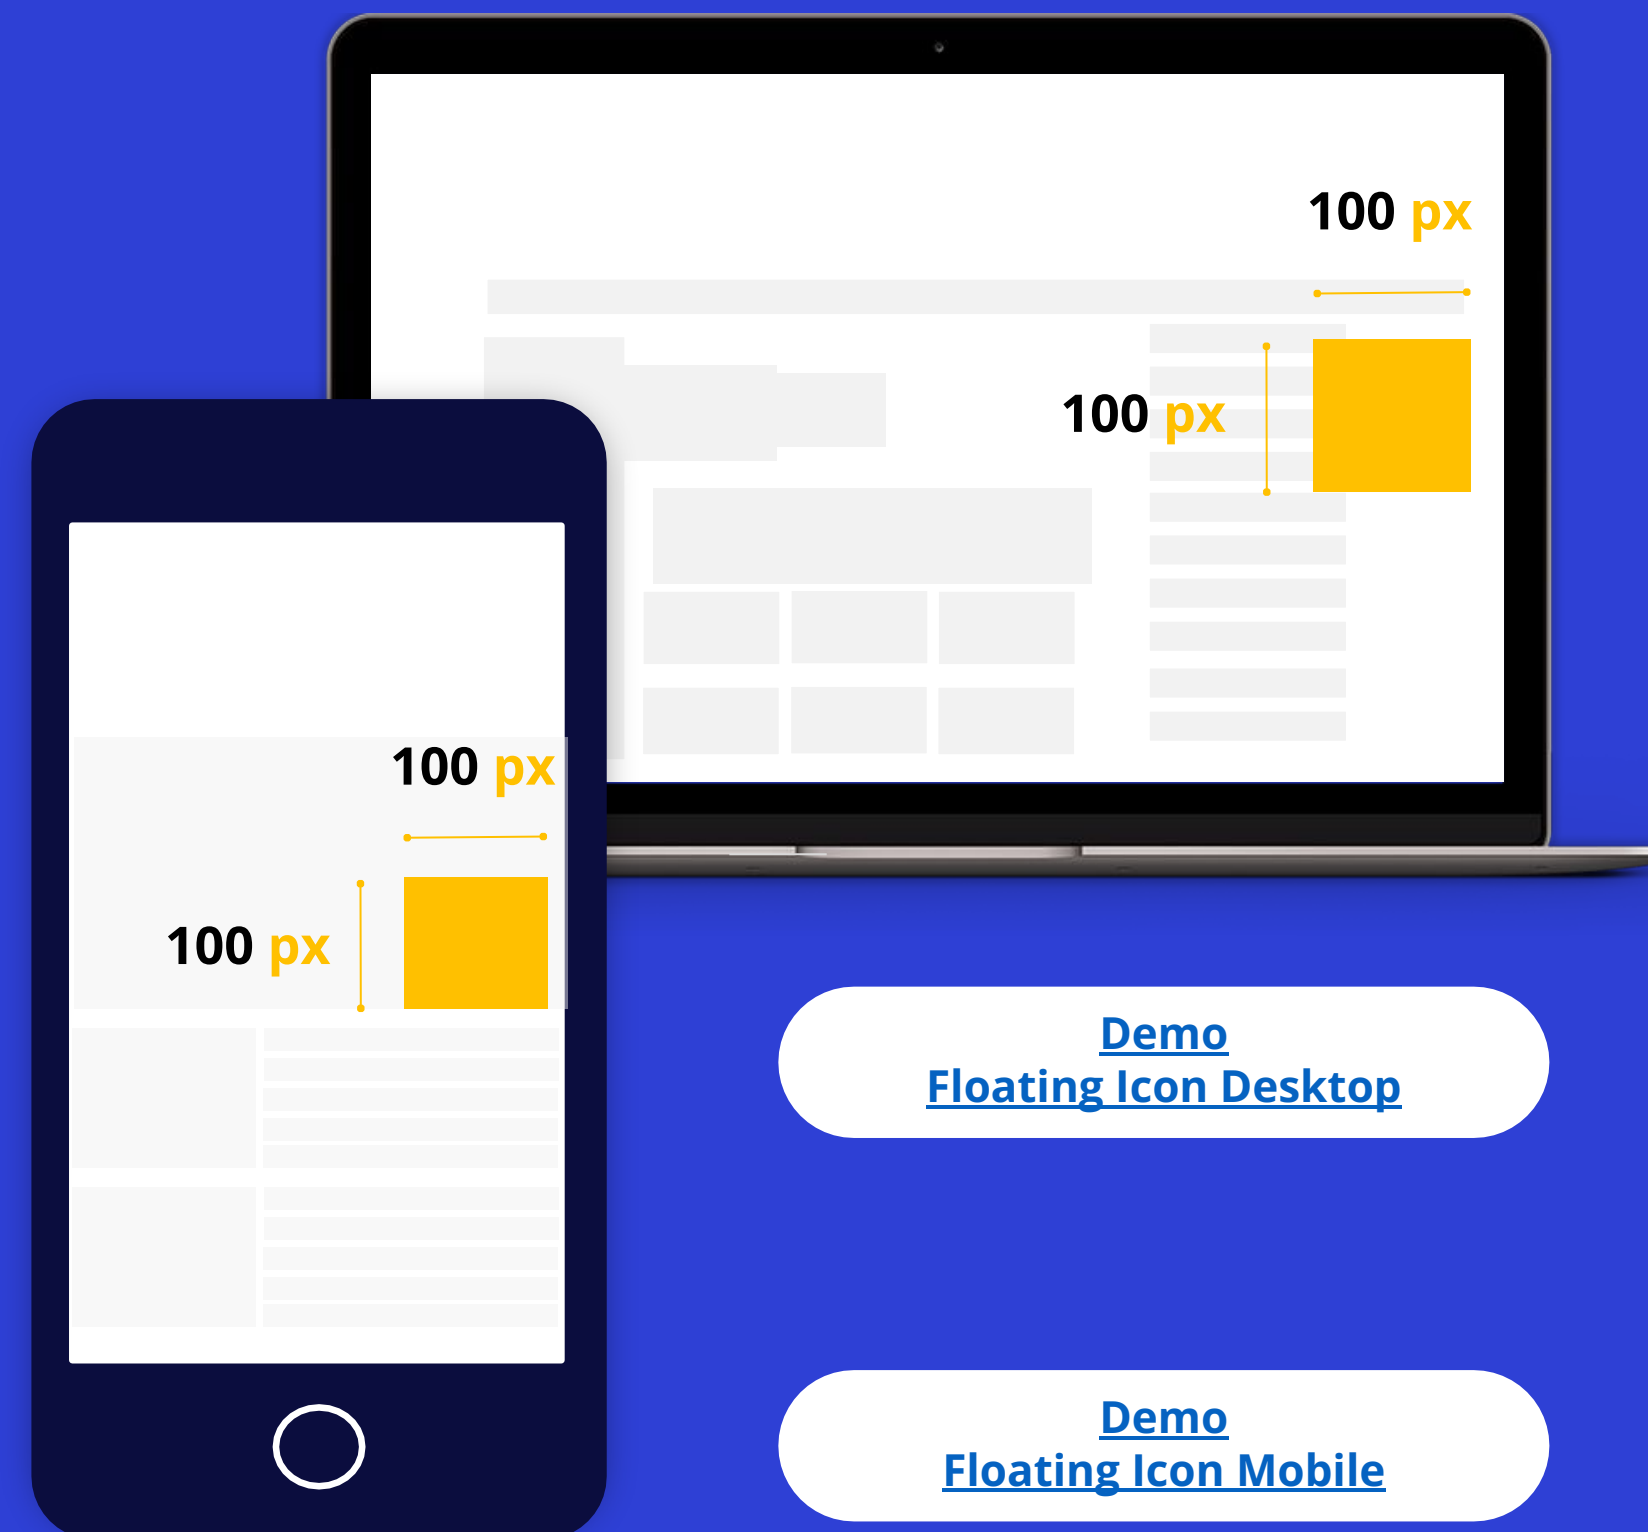 100 px
100 px
100 px
100 px
Demo
Floating Icon Desktop
Demo
Floating Icon Mobile